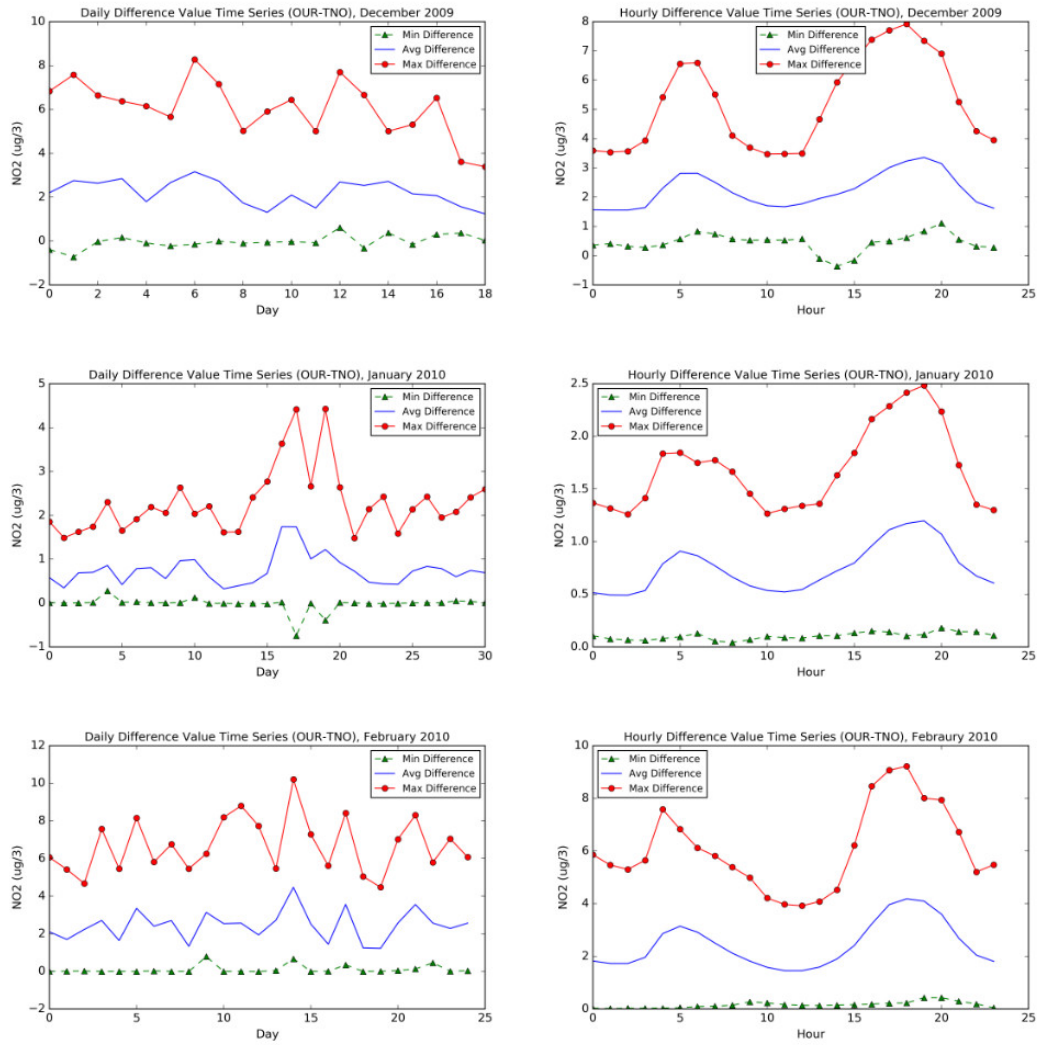 Daily Difference Value Time Series (OUR-TNO), December 2009
10
8
6
4
2
0
−2
NO2 (ug/3)
Min Difference
Avg Difference
Max Difference
0 2 4 6 8 10 12 14 16 18
Day
Hourly Difference Value Time Series (OUR-TNO), December 2009
8
7
6
5
4
3
2
1
0
−1
NO2 (ug/3)
Min Difference
Avg Difference
Max Difference
0 5 10 15 20 25
Hour
Daily Difference Value Time Series (OUR-TNO), January 2010
5
4
3
2
1
0
−1
NO2 (ug/3)
Min Difference
Avg Difference
Max Difference
0 5 10 15 20 25 30
Day
Hourly Difference Value Time Series (OUR-TNO), January 2010
2.5
2.0
1.5
1.0
0.5
0.0
NO2 (ug/3)
Min Difference
Avg Difference
Max Difference
0 5 10 15 20 25
Hour
Daily Difference Value Time Series (OUR-TNO), February 2010
12
10
8
6
4
2
0
−2
NO2 (ug/3)
Min Difference
Avg Difference
Max Difference
0 5 10 15 20 25
Day
Hourly Difference Value Time Series (OUR-TNO), Febraury 2010
10
8
6
4
2
0
NO2 (ug/3)
Min Difference
Avg Difference
Max Difference
0 5 10 15 20 25
Hour